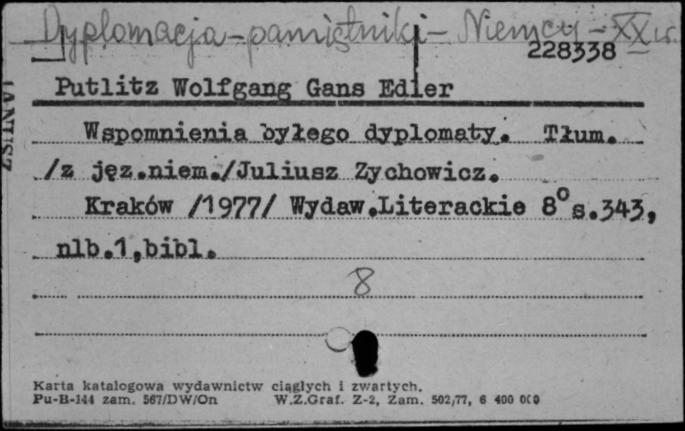 Dyplomacja – pamiętniki – Niemcy – XX w.
228338
Putlitz Wolfgang Gans Edler
Wspomnienia byłego dyplomaty. Tłum.
/z jęz.niem./Juliusz Zychowicz.
Kraków /1977/ Wydaw.Literackie 8° s.343,
nlb.1,bibl.
8
Karta katalogowa wydawnictw ciągłych i zwartych.
Pu-B-144 zam. 567/DW/On W.Z.Graf. Z-2, Zam. 502/77, 6 400 000